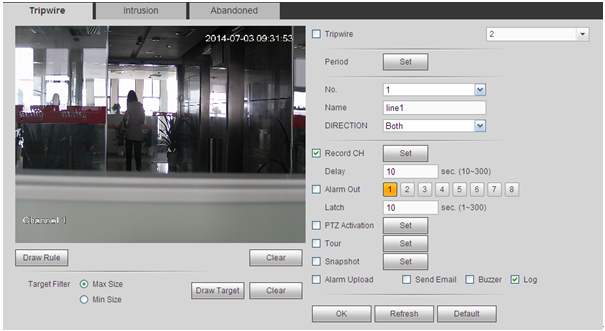 Tripwire Intrusion Abandoned
2014-07-03 09:31:53
Channel 1
Draw Rule Clear
Target Filter Max Size
Min Size
Draw Target Clear
Tripwire 2
Period Set
No. 1
Name line1
DIRECTION Both
Record CH Set
Delay 10 sec. (10~300)
Alarm Out 1 2 3 4 5 6 7 8
Latch 10 sec. (1~300)
PTZ Activation Set
Tour Set
Snapshot Set
Alarm Upload Send Email Buzzer Log
OK Refresh Default